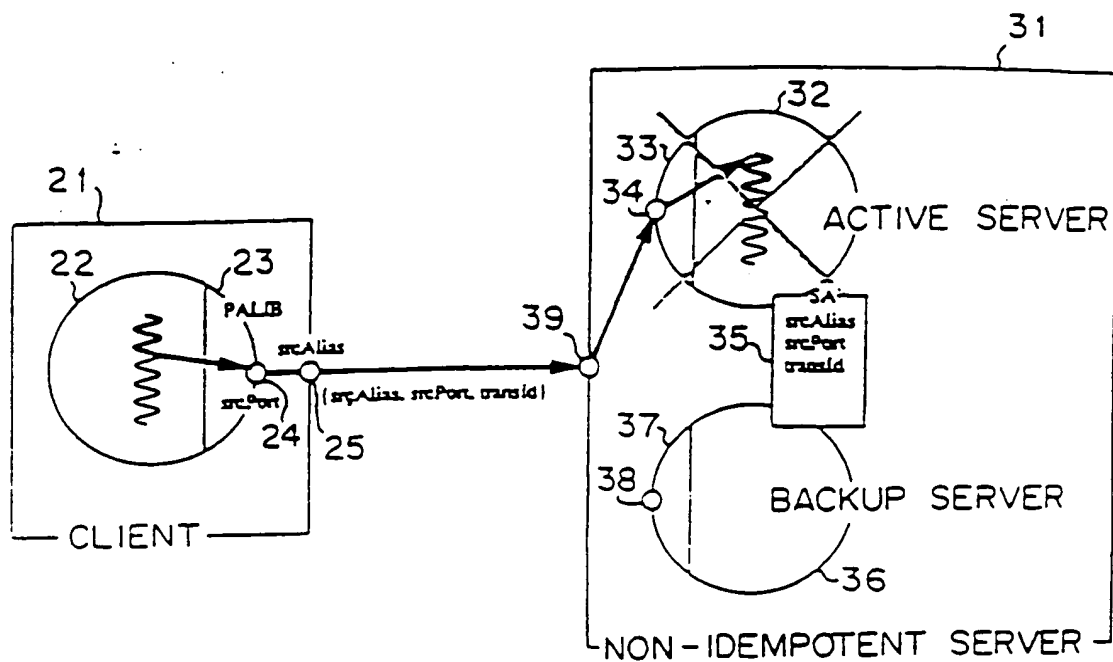 31
32
33
34
ACTIVE SERVER
21
22
23
PALIB
srcAlias
srcPort
24
25
(srcAlias, srcPort, transId)
39
35
SA
srcAlias
srcPort
transId
37
38
BACKUP SERVER
36
CLIENT
NON-IDEMPOTENT SERVER